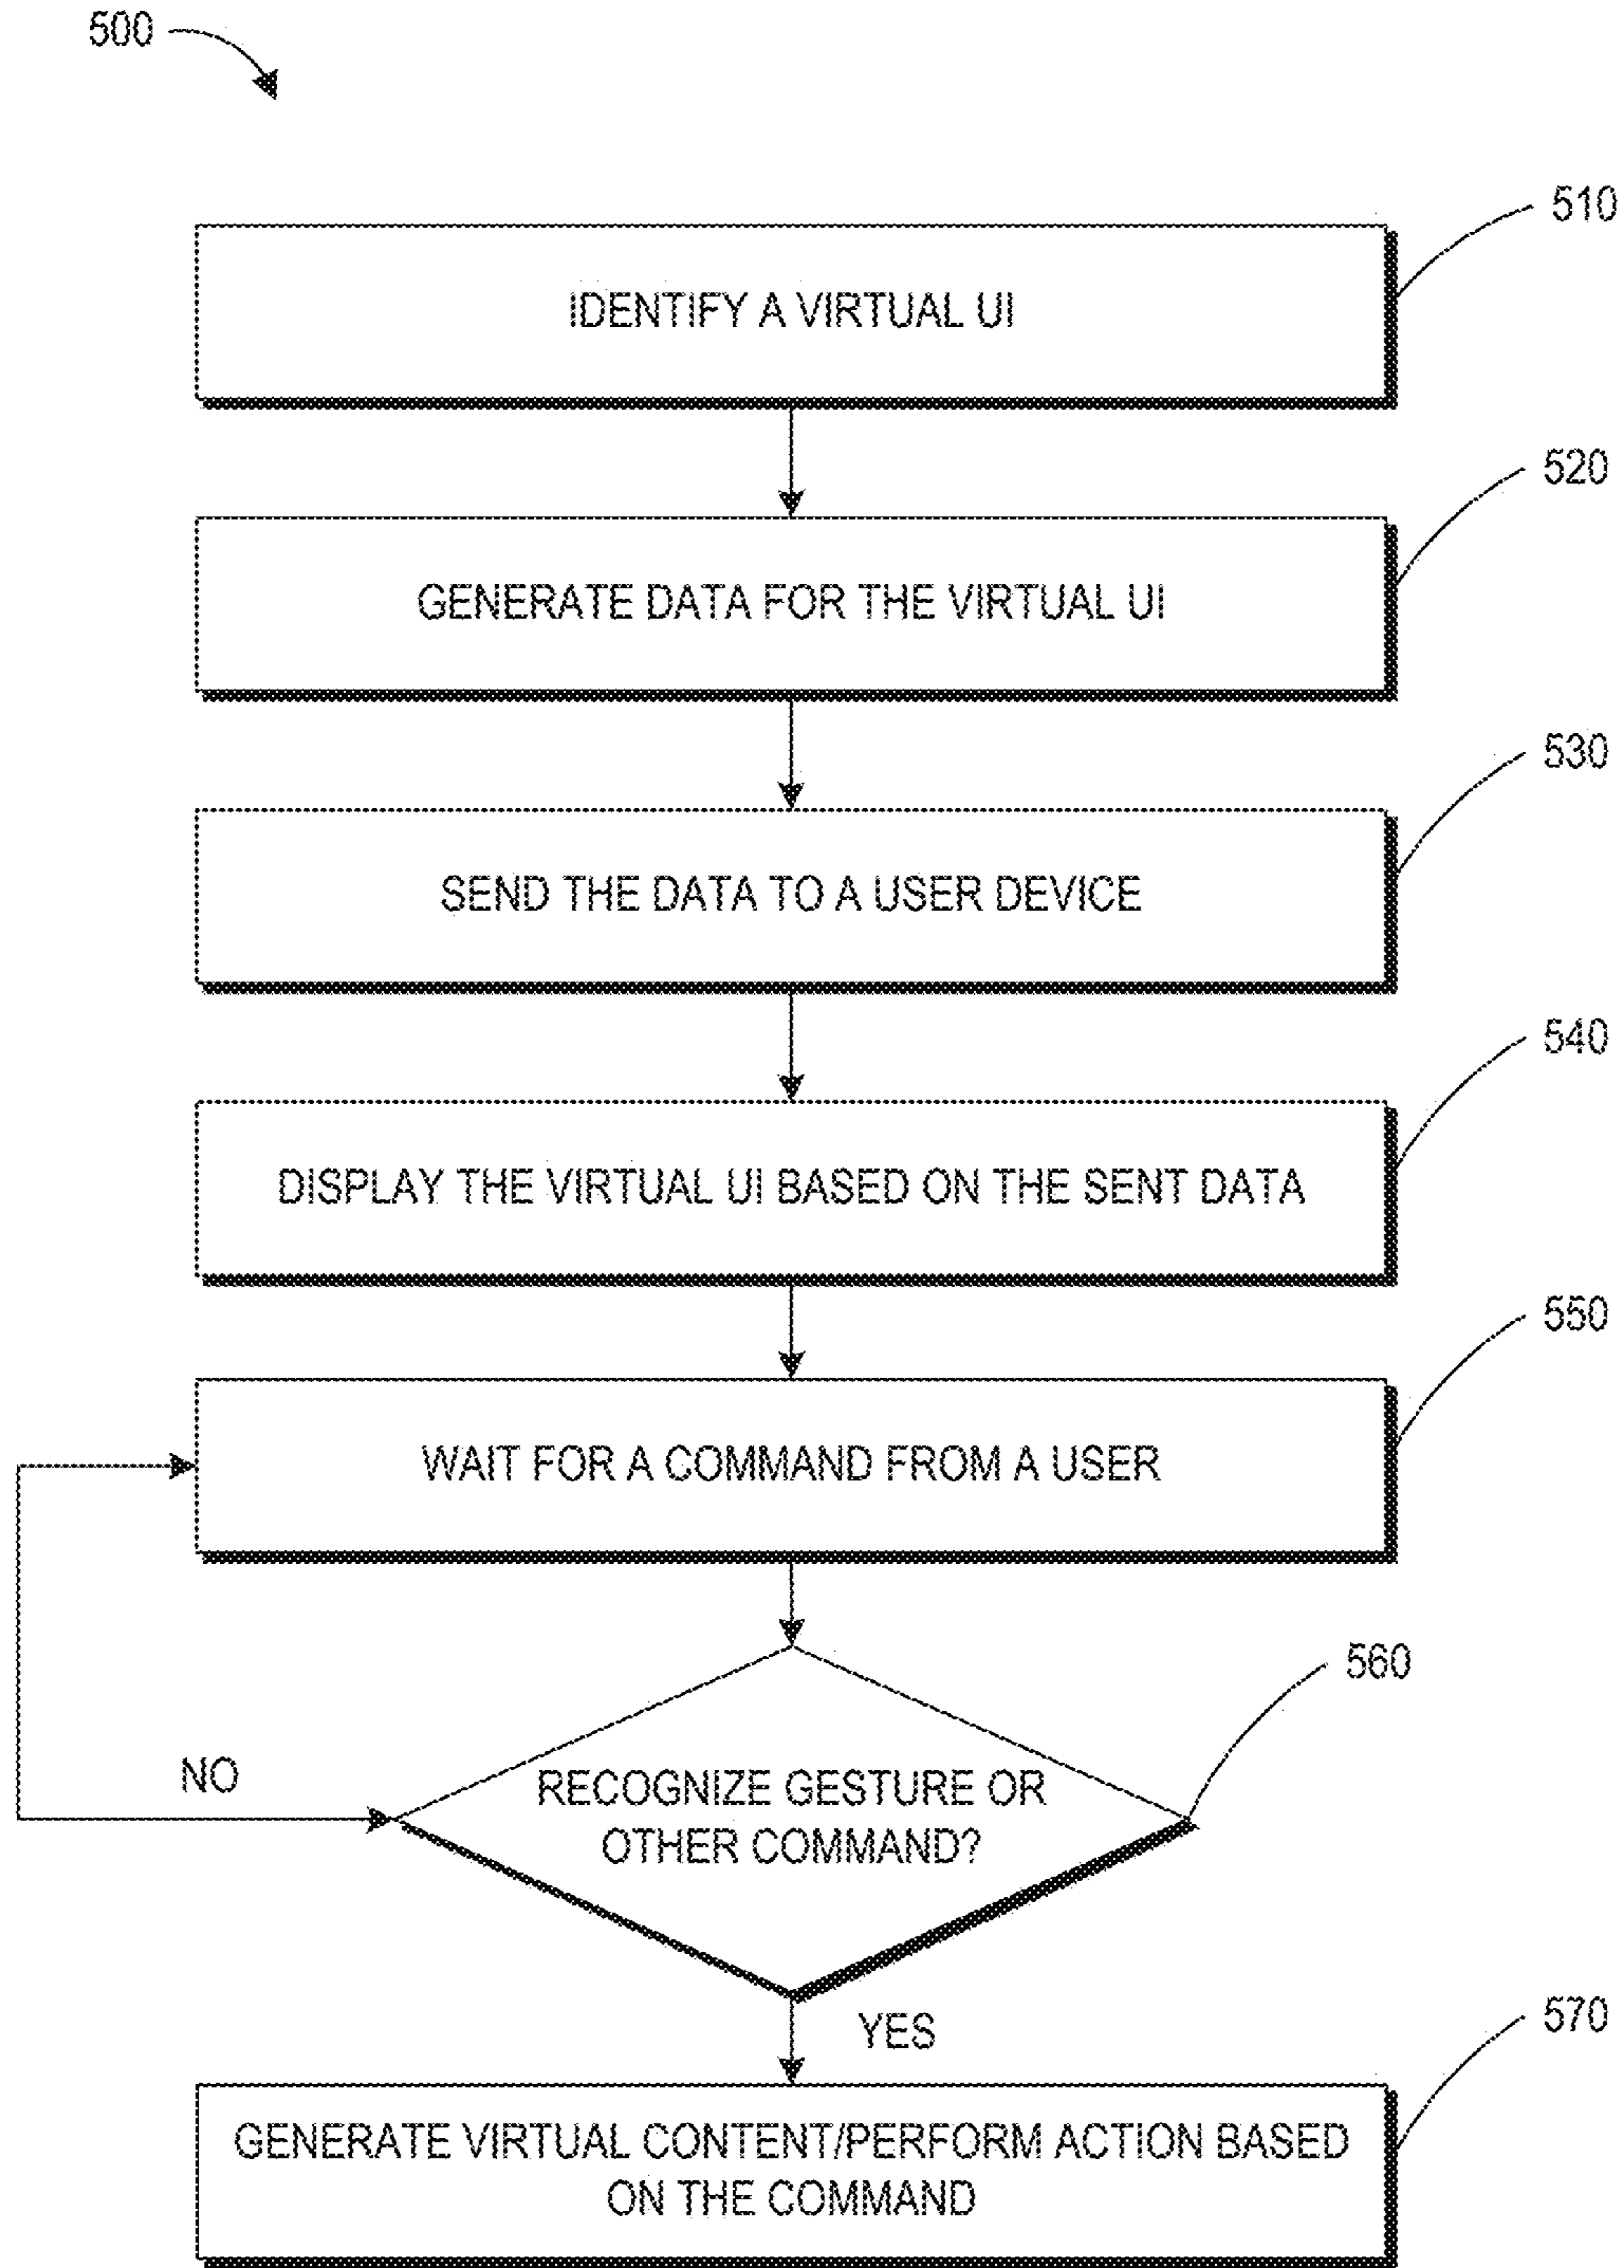 500
510
IDENTIFY A VIRTUAL UI
520
GENERATE DATA FOR THE VIRTUAL UI
530
SEND THE DATA TO A USER DEVICE
540
DISPLAY THE VIRTUAL UI BASED ON THE SENT DATA
550
WAIT FOR A COMMAND FROM A USER
560
NO
RECOGNIZE GESTURE OR
OTHER COMMAND?
YES
570
GENERATE VIRTUAL CONTENT/PERFORM ACTION BASED
ON THE COMMAND